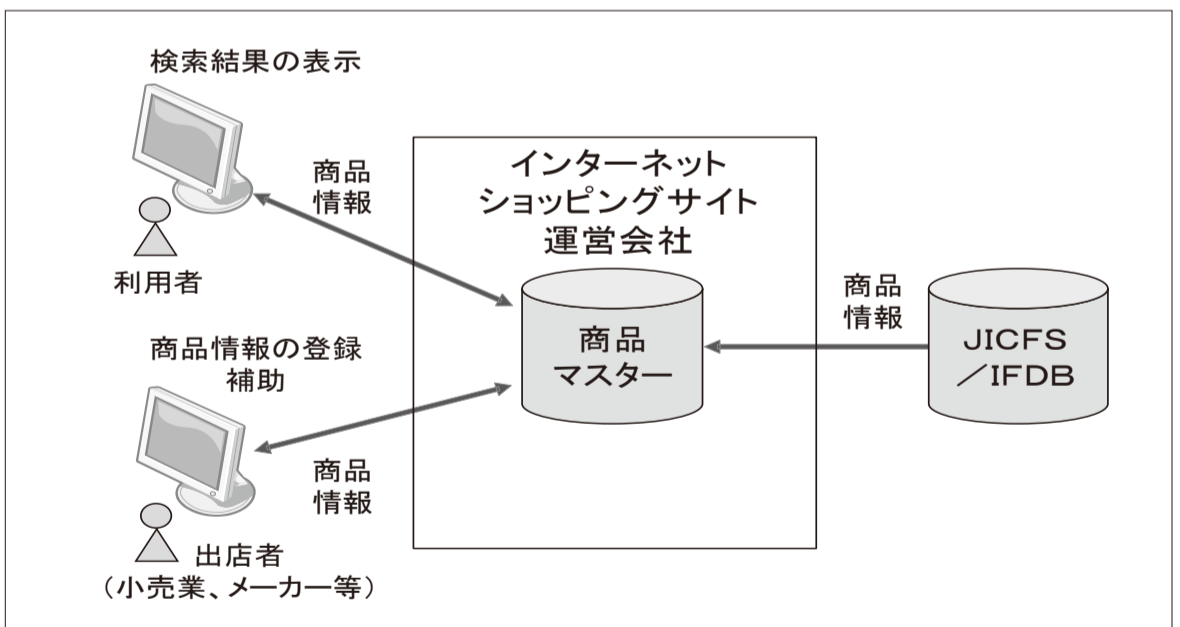 検索結果の表示
商品
情報
利用者
商品情報の登録
補助
商品
情報
出店者
（小売業、メーカー等）
インターネット
ショッピングサイト
運営会社
商品
マスター
商品
情報
JICFS
／IFDB